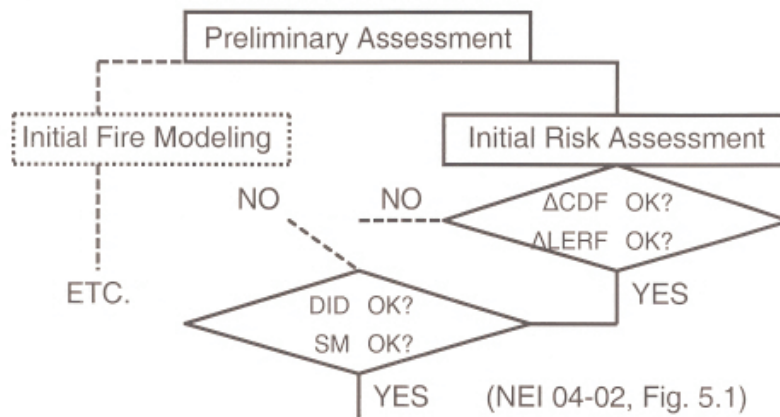 Preliminary Assessment
Initial Fire Modeling
Initial Risk Assessment
NO
NO
ΔCDF OK?
ΔLERF OK?
ETC.
DID OK?
SM OK?
YES
YES
(NEI 04-02, Fig. 5.1)